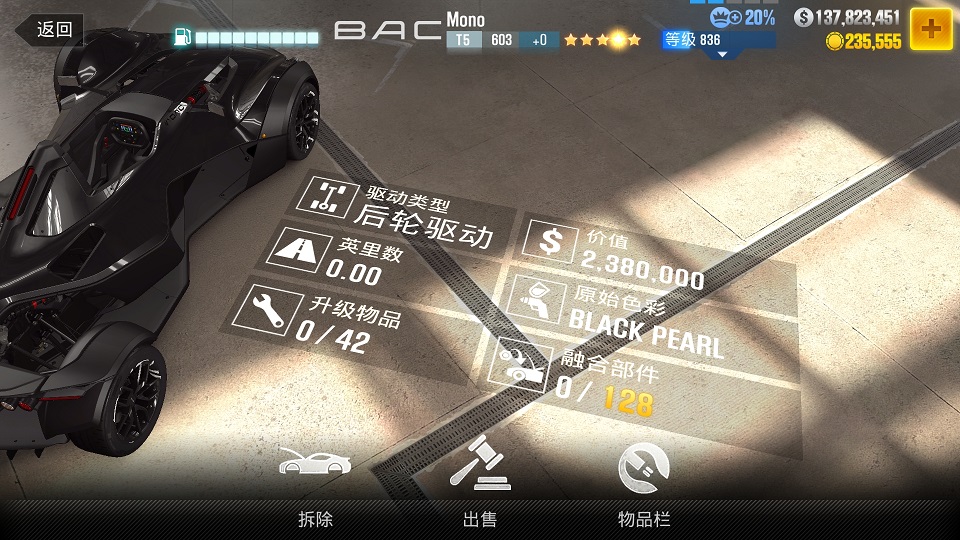 返回
BAC
Mono
T5 603 +0
等级 836
20%
137,823,451
235,555
驱动类型
后轮驱动
英里数
0.00
升级物品
0/42
价值
2,380,000
原始色彩
BLACK PEARL
融合部件
0/128
拆除
出售
物品栏